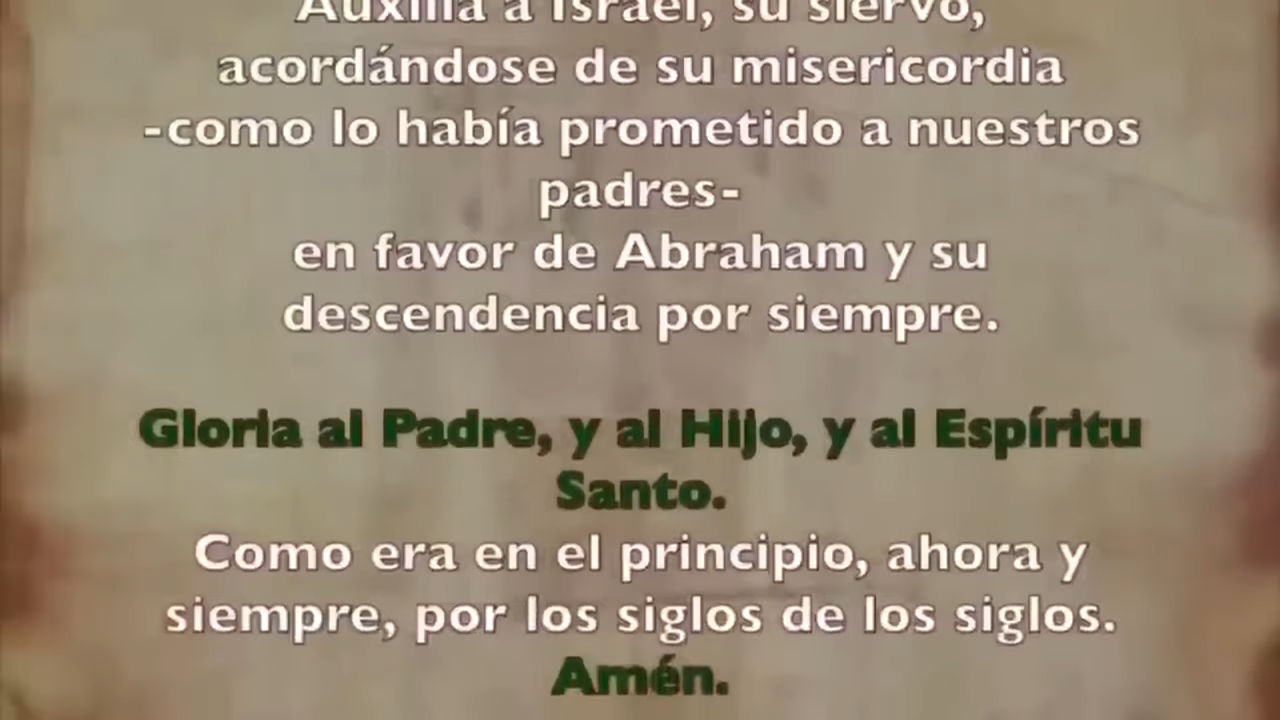 Auxilia a Israel, su siervo,
acordándose de su misericordia
-como lo había prometido a nuestros
padres-
en favor de Abraham y su
descendencia por siempre.
Gloria al Padre, y al Hijo, y al Espíritu
Santo.
Como era en el principio, ahora y
siempre, por los siglos de los siglos.
Amén.